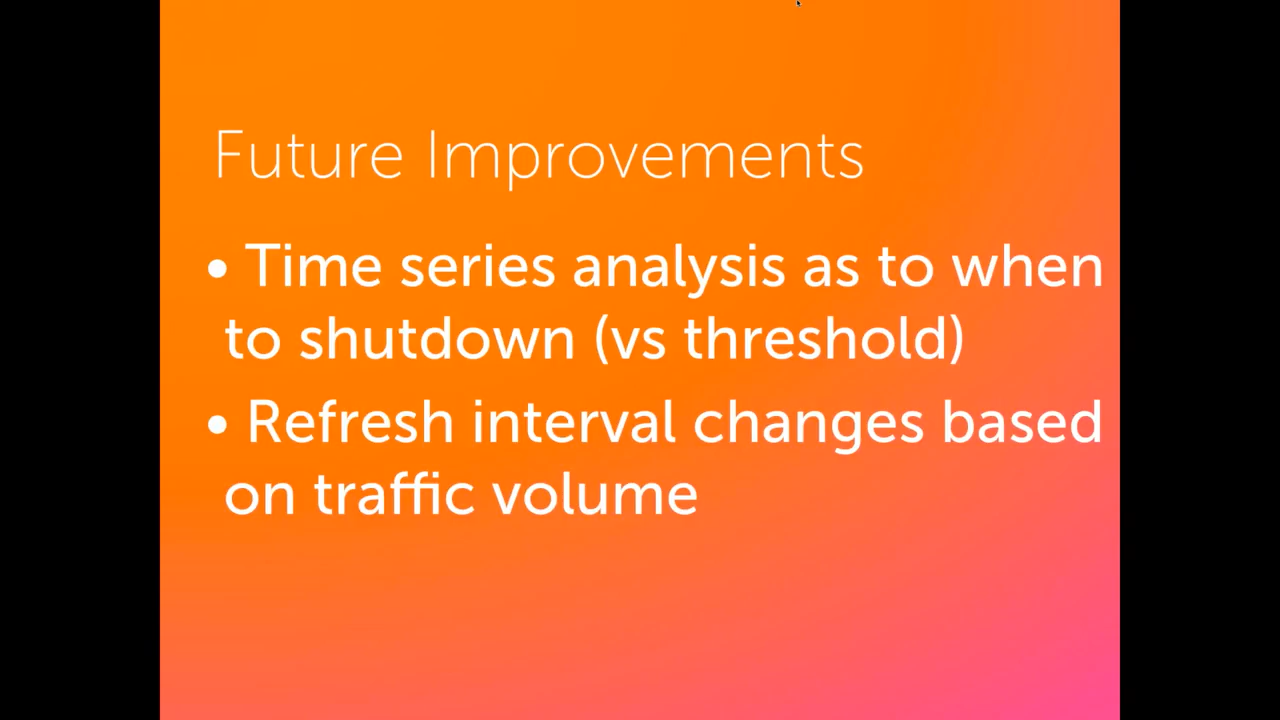 Future Improvements
• Time series analysis as to when
to shutdown (vs threshold)
• Refresh interval changes based
on traffic volume